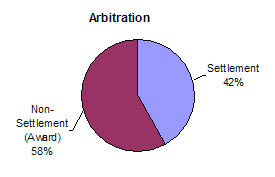 Arbitration
Settlement
42%
Non-
Settlement
(Award)
58%